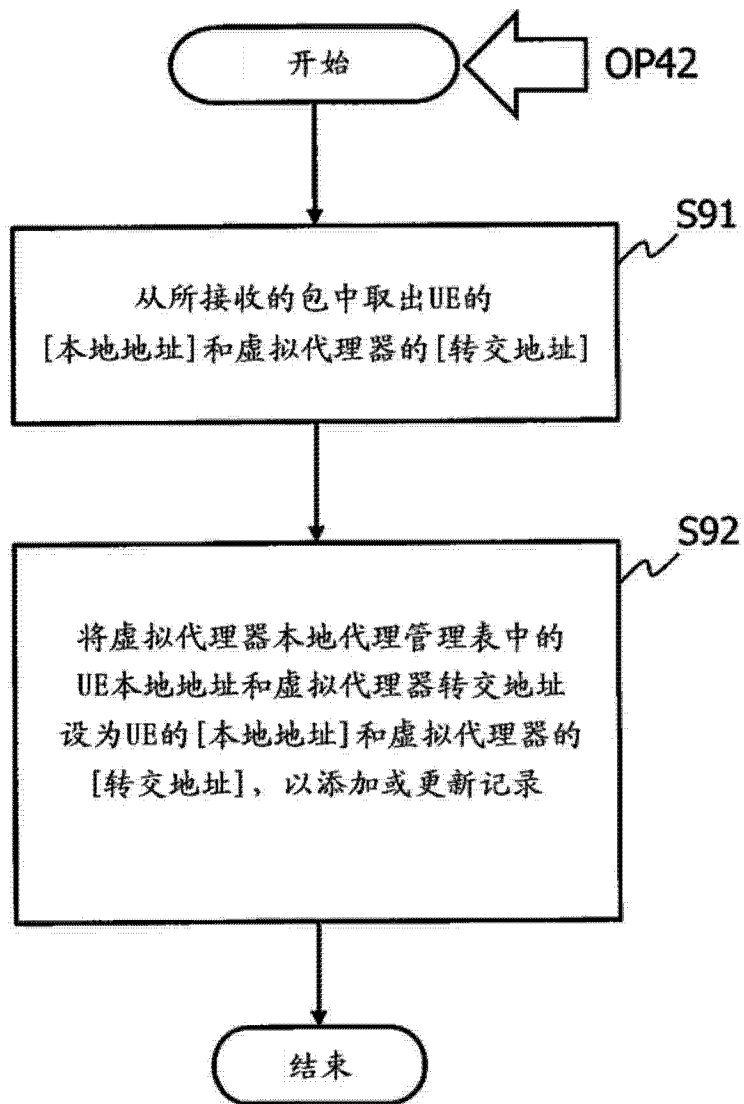 开始
OP42
S91
从所接收的包中取出UE的
[本地地址]和虚拟代理器的[转交地址]
S92
将虚拟代理器本地代理管理表中的
UE本地地址和虚拟代理器转交地址
设为UE的[本地地址]和虚拟代理器的
[转交地址]，以添加或更新记录
结束